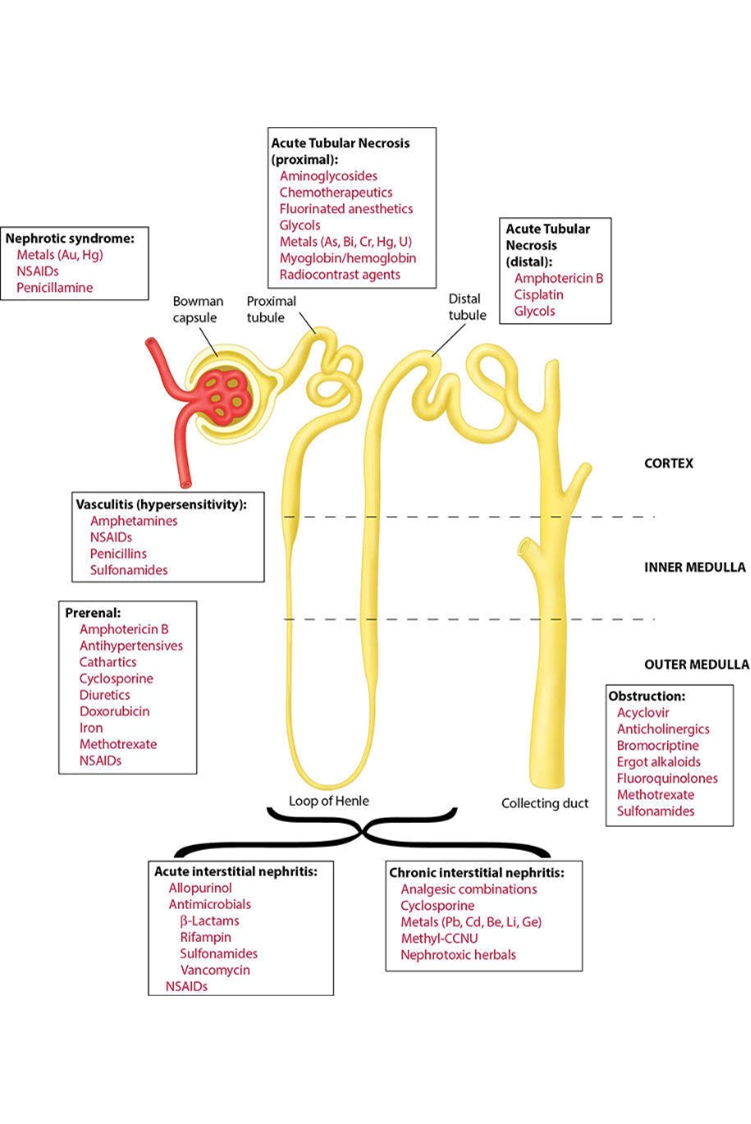 Acute Tubular Necrosis
(proximal):
Aminoglycosides
Chemotherapeutics
Fluorinated anesthetics
Glycols
Metals (As, Bi, Cr, Hg, U)
Myoglobin/hemoglobin
Radiocontrast agents
Acute Tubular
Necrosis
(distal):
Amphotericin B
Cisplatin
Glycols
Nephrotic syndrome:
Metals (Au, Hg)
NSAIDs
Penicillamine
Bowman
capsule
Proximal
tubule
Distal
tubule
CORTEX
Vasculitis (hypersensitivity):
Amphetamines
NSAIDs
Penicillins
Sulfonamides
INNER MEDULLA
Prerenal:
Amphotericin B
Antihypertensives
Cathartics
Cyclosporine
Diuretics
Doxorubicin
Iron
Methotrexate
NSAIDs
OUTER MEDULLA
Obstruction:
Acyclovir
Anticholinergics
Bromocriptine
Ergot alkaloids
Fluoroquinolones
Methotrexate
Sulfonamides
Loop of Henle
Collecting duct
Acute interstitial nephritis:
Allopurinol
Antimicrobials
β-Lactams
Rifampin
Sulfonamides
Vancomycin
NSAIDs
Chronic interstitial nephritis:
Analgesic combinations
Cyclosporine
Metals (Pb, Cd, Be, Li, Ge)
Methyl-CCNU
Nephrotoxic herbals